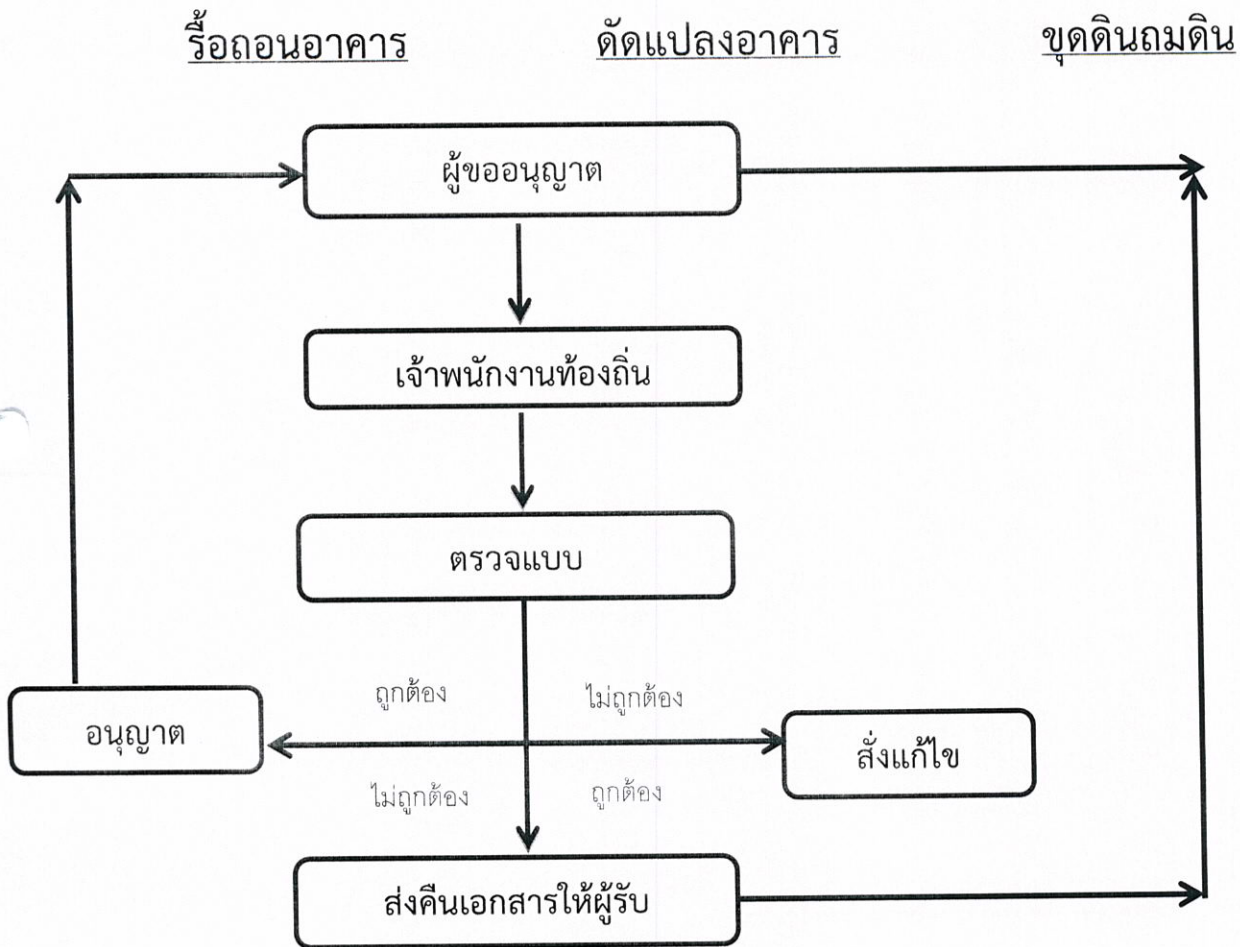 รื้อถอนอาคาร ดัดแปลงอาคาร ขุดดินถมดิน
ผู้ขออนุญาต
เจ้าพนักงานท้องถิ่น
ตรวจแบบ
ถูกต้อง ไม่ถูกต้อง
อนุญาต สั่งแก้ไข
ไม่ถูกต้อง ถูกต้อง
ส่งคืนเอกสารให้ผู้รับ